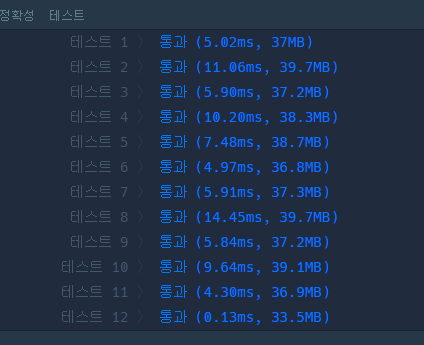 정확성 테스트
테스트 1 〉 통과 (5.02ms, 37MB)
테스트 2 〉 통과 (11.06ms, 39.7MB)
테스트 3 〉 통과 (5.90ms, 37.2MB)
테스트 4 〉 통과 (10.20ms, 38.3MB)
테스트 5 〉 통과 (7.48ms, 38.7MB)
테스트 6 〉 통과 (4.97ms, 36.8MB)
테스트 7 〉 통과 (5.91ms, 37.3MB)
테스트 8 〉 통과 (14.45ms, 39.7MB)
테스트 9 〉 통과 (5.84ms, 37.2MB)
테스트 10 〉 통과 (9.64ms, 39.1MB)
테스트 11 〉 통과 (4.30ms, 36.9MB)
테스트 12 〉 통과 (0.13ms, 33.5MB)